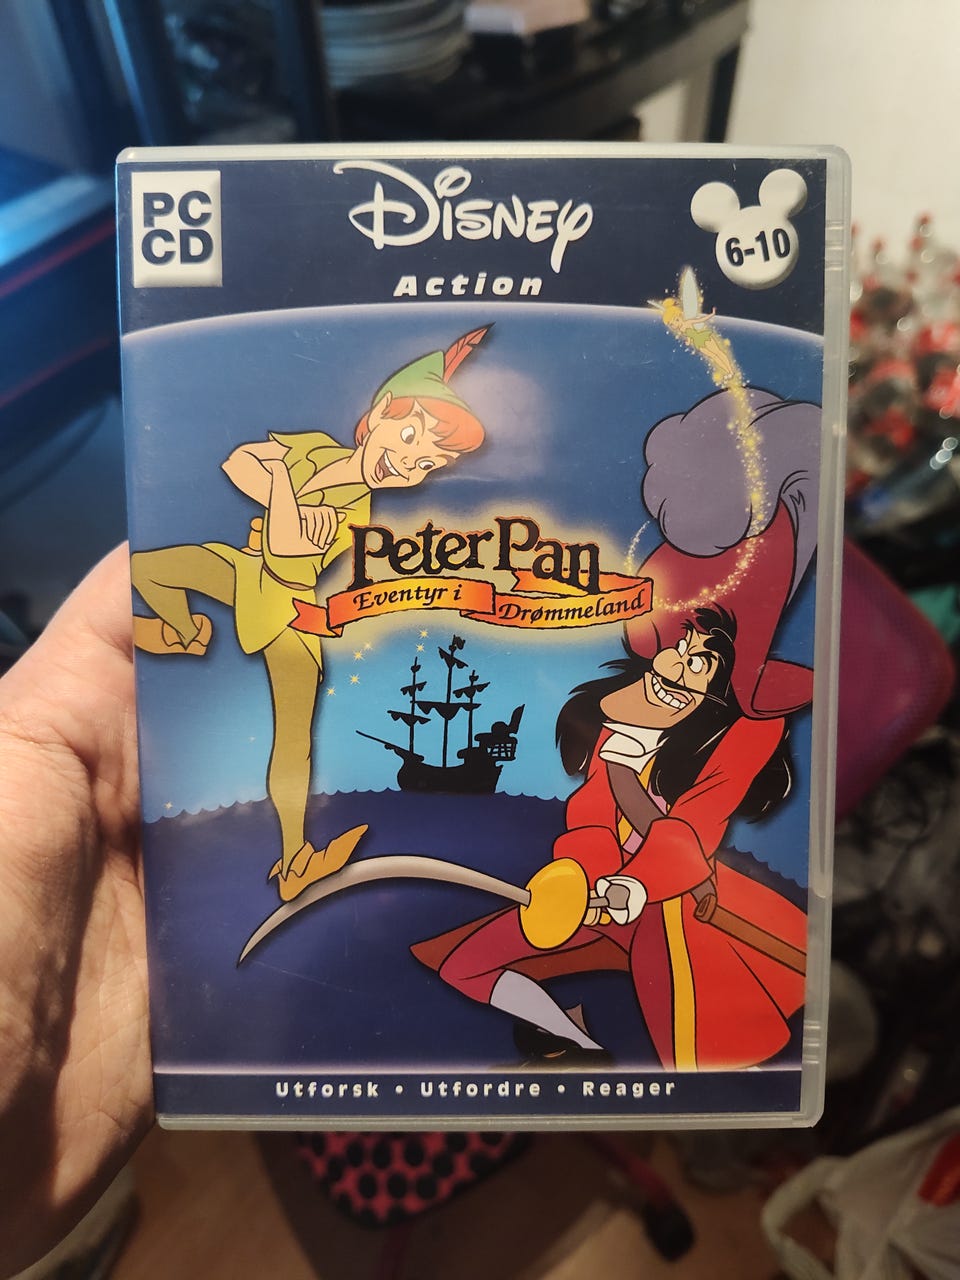 PC
CD
Disney
Action
6-10
Peter Pan
Eventyr i Drømmeland
Utforsk • Utfordre • Reager